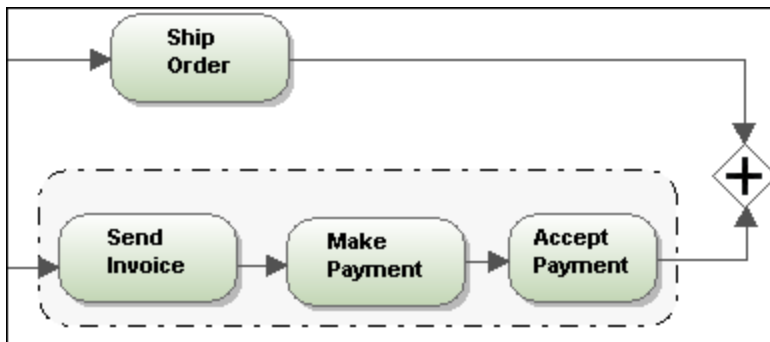 Ship
Order
Send
Invoice
Make
Payment
Accept
Payment